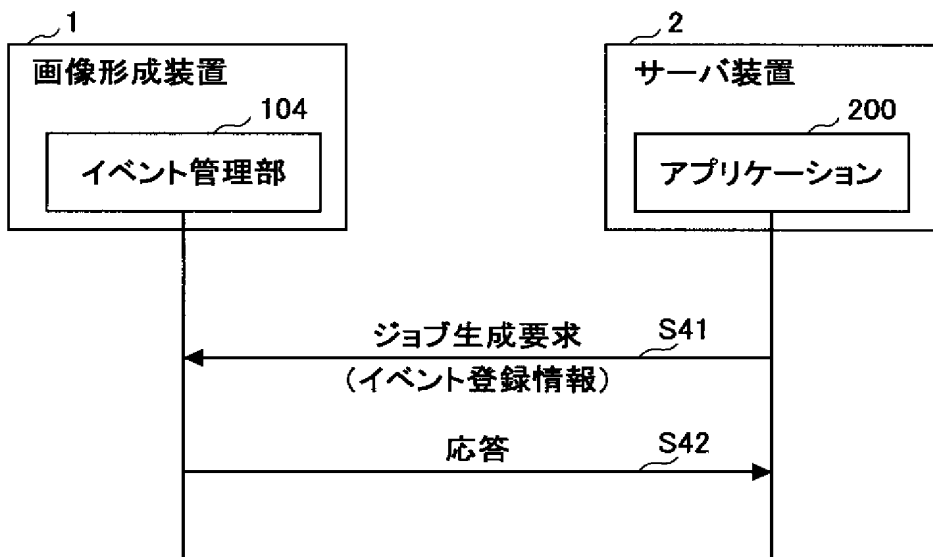 1
画像形成装置
104
イベント管理部
2
サーバ装置
200
アプリケーション
ジョブ生成要求
S41
(イベント登録情報)
応答
S42